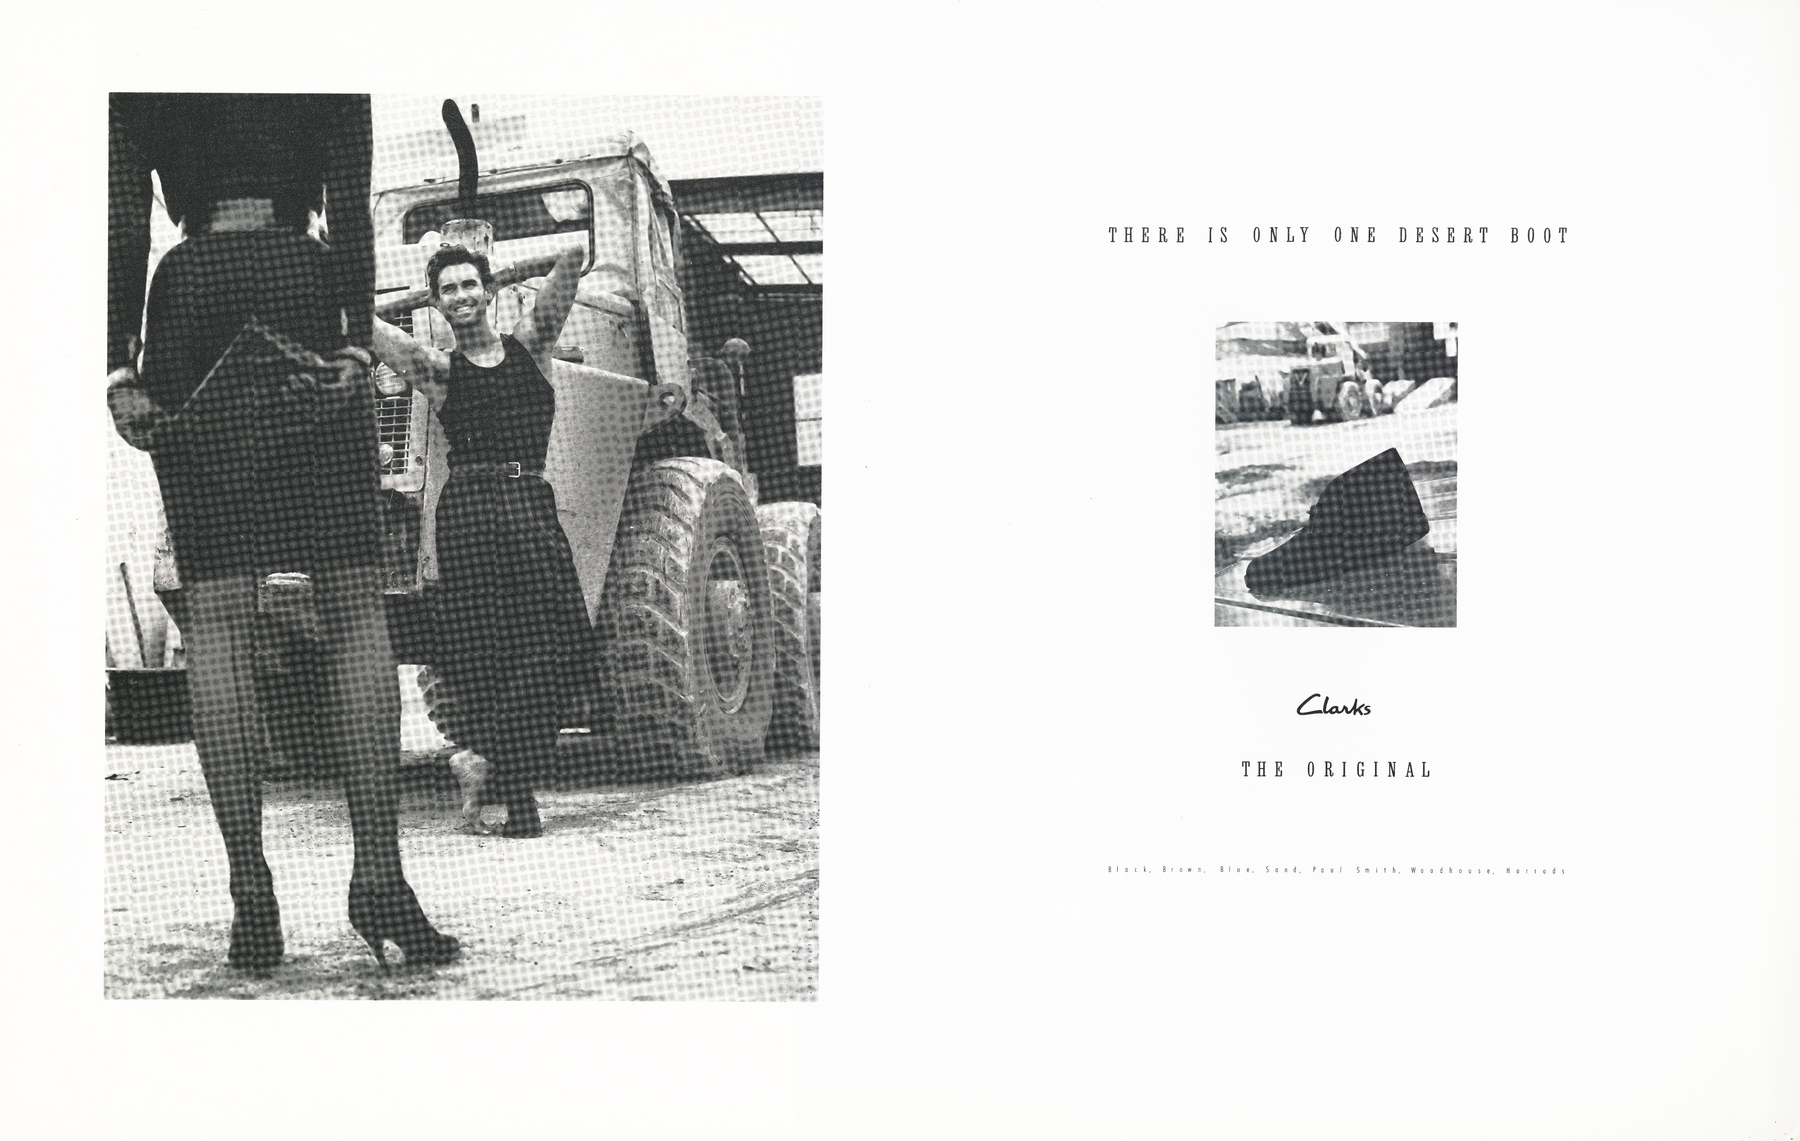 THERE IS ONLY ONE DESERT BOOT
Clarks
THE ORIGINAL
Black, Brown, Blue, Sand, Paul Smith, Woodhouse, Harrods